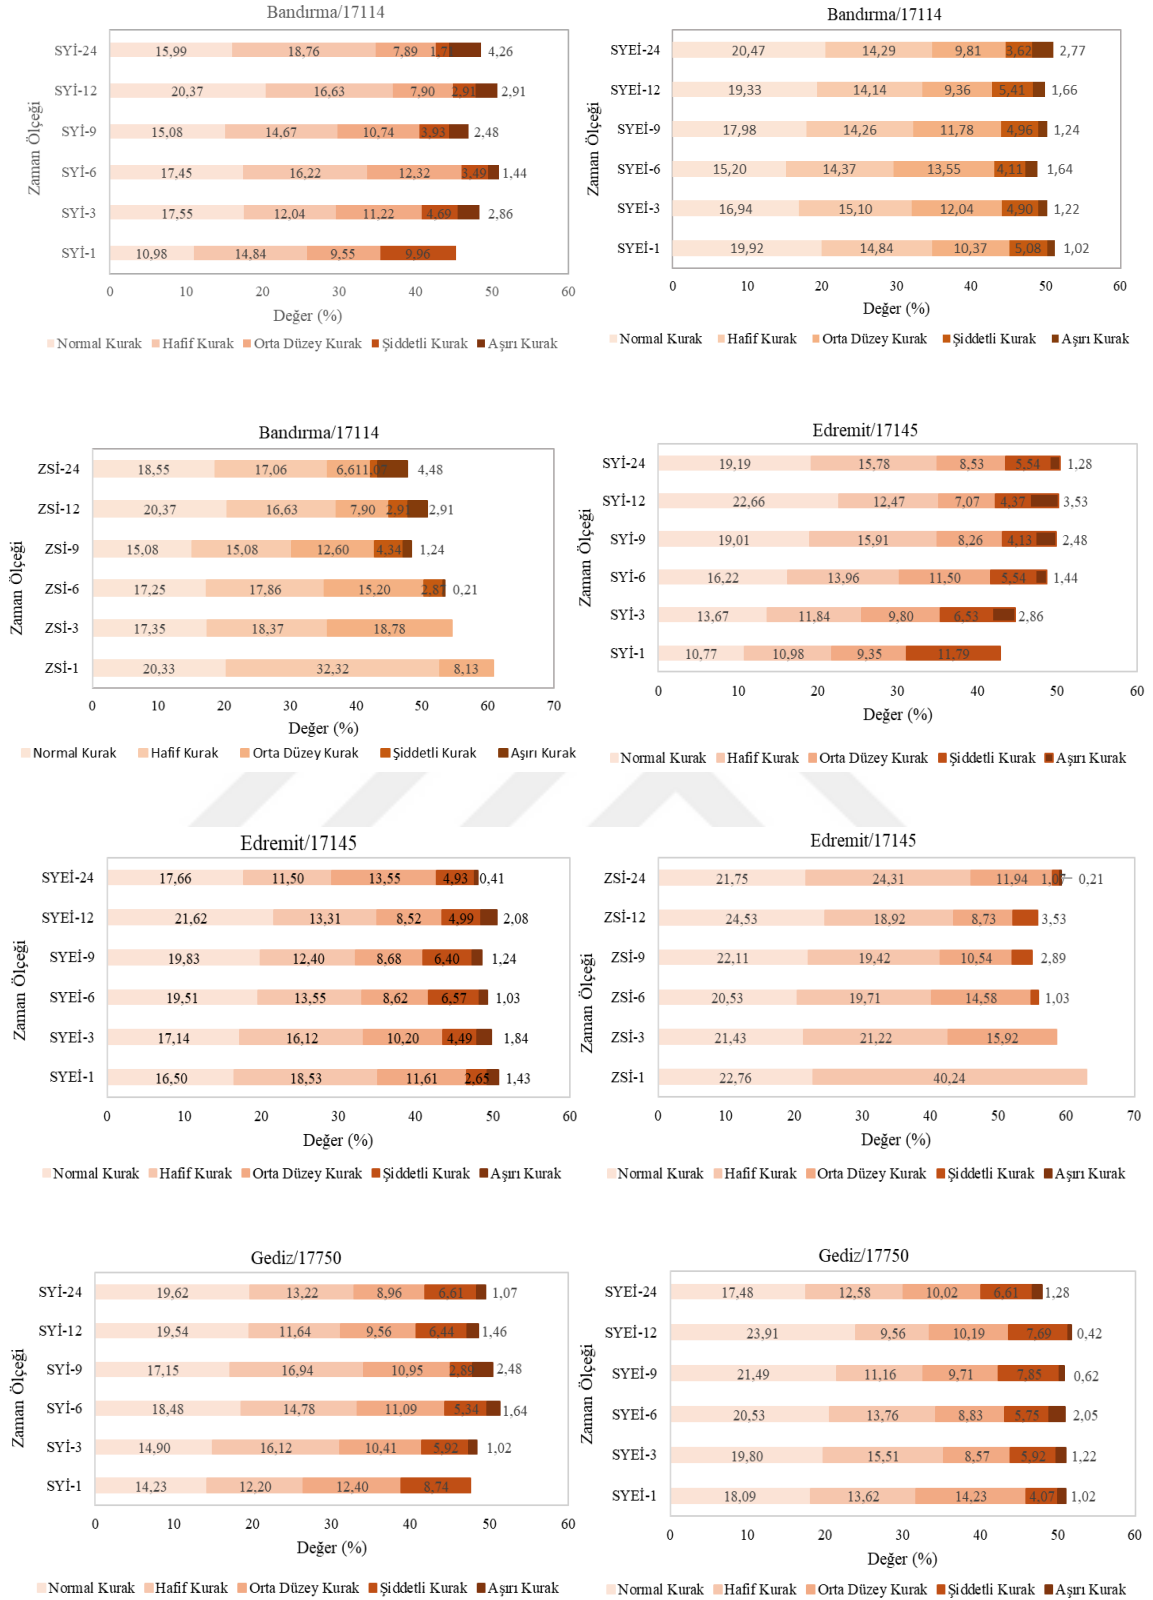 Bandırma/17114
Zaman Ölçeği
SYİ-24 15,99 18,76 7,89 4,26
SYİ-12 20,37 16,63 7,90 2,91 2,91
SYİ-9 15,08 14,67 10,74 3,93 2,48
SYİ-6 17,45 16,22 12,32 3,49 1,44
SYİ-3 17,55 12,04 11,22 4,69 2,86
SYİ-1 10,98 14,84 9,55 9,96
0 10 20 30 40 50 60
Değer (%)
Normal Kurak Hafif Kurak Orta Düzey Kurak Şiddetli Kurak Aşırı Kurak
Bandırma/17114
Zaman Ölçeği
SYEİ-24 20,47 14,29 9,81 3,62 2,77
SYEİ-12 19,33 14,14 9,36 5,41 1,66
SYEİ-9 17,98 14,26 11,78 4,96 1,24
SYEİ-6 15,20 14,37 13,55 4,11 1,64
SYEİ-3 16,94 15,10 12,04 4,90 1,22
SYEİ-1 19,92 14,84 10,37 5,08 1,02
0 10 20 30 40 50 60
Değer (%)
Normal Kurak Hafif Kurak Orta Düzey Kurak Şiddetli Kurak Aşırı Kurak
Bandırma/17114
Zaman Ölçeği
ZSİ-24 18,55 17,06 6,61 1,07 4,48
ZSİ-12 20,37 16,63 7,90 2,91 2,91
ZSİ-9 15,08 15,08 12,60 4,34 1,24
ZSİ-6 17,25 17,86 15,20 2,87 0,21
ZSİ-3 17,35 18,37 18,78
ZSİ-1 20,33 32,32 8,13
0 10 20 30 40 50 60 70
Değer (%)
Normal Kurak Hafif Kurak Orta Düzey Kurak Şiddetli Kurak Aşırı Kurak
Edremit/17145
Zaman Ölçeği
SYİ-24 19,19 15,78 8,53 5,54 1,28
SYİ-12 22,66 12,47 7,07 4,37 3,53
SYİ-9 19,01 15,91 8,26 4,13 2,48
SYİ-6 16,22 13,96 11,50 5,54 1,44
SYİ-3 13,67 11,84 9,80 6,53 2,86
SYİ-1 10,77 10,98 9,35 11,79
0 10 20 30 40 50 60
Değer (%)
Normal Kurak Hafif Kurak Orta Düzey Kurak Şiddetli Kurak Aşırı Kurak
Edremit/17145
Zaman Ölçeği
SYEİ-24 17,66 11,50 13,55 4,93 0,41
SYEİ-12 21,62 13,31 8,52 4,99 2,08
SYEİ-9 19,83 12,40 8,68 6,40 1,24
SYEİ-6 19,51 13,55 8,62 6,57 1,03
SYEİ-3 17,14 16,12 10,20 4,49 1,84
SYEİ-1 16,50 18,53 11,61 2,65 1,43
0 10 20 30 40 50 60
Değer (%)
Normal Kurak Hafif Kurak Orta Düzey Kurak Şiddetli Kurak Aşırı Kurak
Edremit/17145
Zaman Ölçeği
ZSİ-24 21,75 24,31 11,94 1,07 0,21
ZSİ-12 24,53 18,92 8,73 3,53
ZSİ-9 22,11 19,42 10,54 2,89
ZSİ-6 20,53 19,71 14,58 1,03
ZSİ-3 21,43 21,22 15,92
ZSİ-1 22,76 40,24
0 10 20 30 40 50 60 70
Değer (%)
Normal Kurak Hafif Kurak Orta Düzey Kurak Şiddetli Kurak Aşırı Kurak
Gediz/17750
Zaman Ölçeği
SYİ-24 19,62 13,22 8,96 6,61 1,07
SYİ-12 19,54 11,64 9,56 6,44 1,46
SYİ-9 17,15 16,94 10,95 2,89 2,48
SYİ-6 18,48 14,78 11,09 5,34 1,64
SYİ-3 14,90 16,12 10,41 5,92 1,02
SYİ-1 14,23 12,20 12,40 8,74
0 10 20 30 40 50 60
Değer (%)
Normal Kurak Hafif Kurak Orta Düzey Kurak Şiddetli Kurak Aşırı Kurak
Gediz/17750
Zaman Ölçeği
SYEİ-24 17,48 12,58 10,02 6,61 1,28
SYEİ-12 23,91 9,56 10,19 7,69 0,42
SYEİ-9 21,49 11,16 9,71 7,85 0,62
SYEİ-6 20,53 13,76 8,83 5,75 2,05
SYEİ-3 19,80 15,51 8,57 5,92 1,22
SYEİ-1 18,09 13,62 14,23 4,07 1,02
0 10 20 30 40 50 60
Değer (%)
Normal Kurak Hafif Kurak Orta Düzey Kurak Şiddetli Kurak Aşırı Kurak